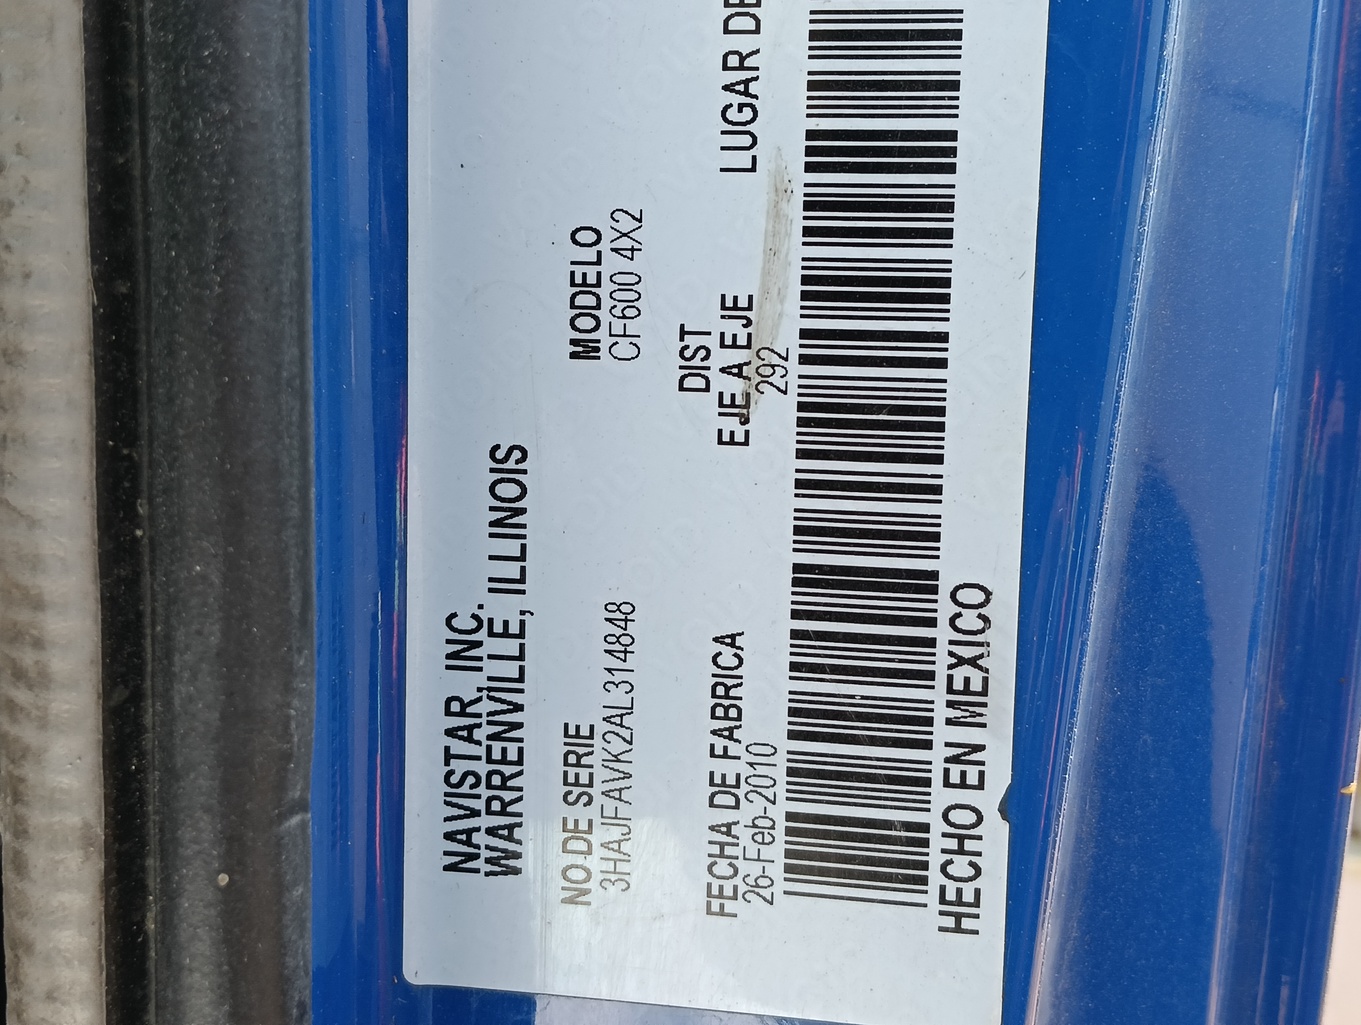 NAVISTAR, INC.
WARRENVILLE, ILLINOIS
NO-DE SERIE
3HAJFAVK2AL314848
MODELO
CF600 4X2
FECHA DE FABRICA
26-Feb-2010
DIST
EJE A EJE
292
LUGAR DE
HECHO EN MEXICO